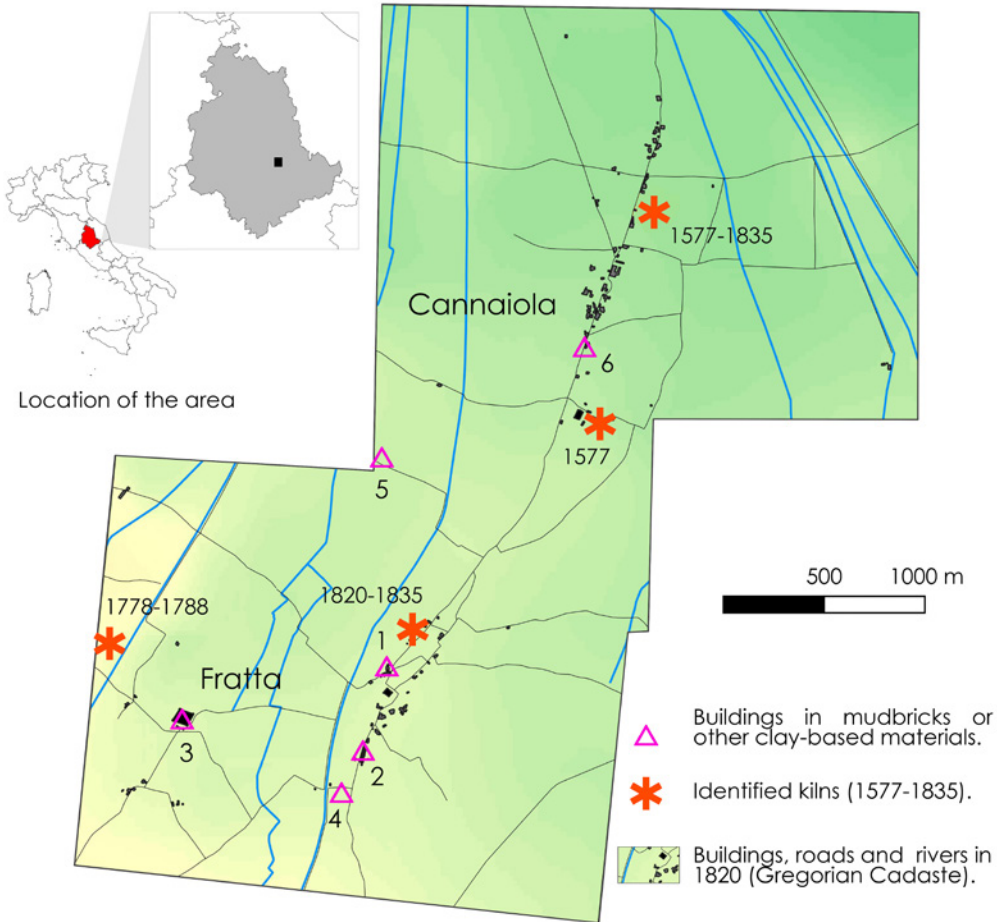 1577-1835
Cannaiola
6
Location of the area
1577
5
500 1000 m
1778-1788
1820-1835
1
Fratta
3
2
4
Buildings in mudbricks or
other clay-based materials.
Identified kilns (1577-1835).
Buildings, roads and rivers in
1820 (Gregorian Cadaste).